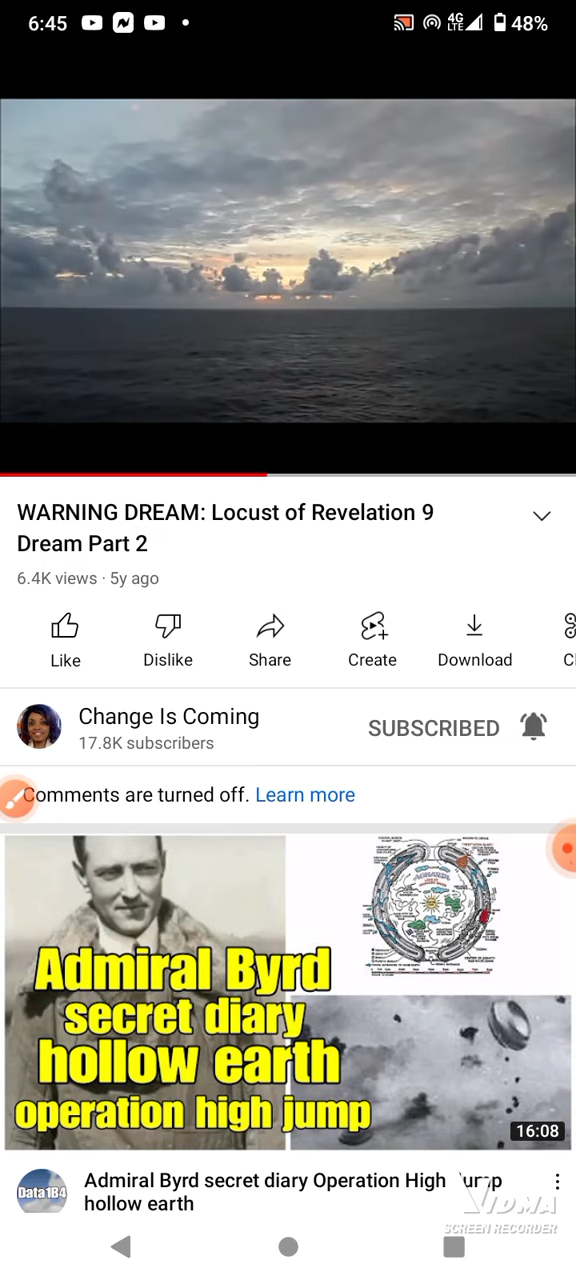 6:45
4G
LTE
48%
WARNING DREAM: Locust of Revelation 9
Dream Part 2
6.4K views · 5y ago
Like
Dislike
Share
Create
Download
Change Is Coming
17.8K subscribers
SUBSCRIBED
Comments are turned off. Learn more
Admiral Byrd
secret diary
hollow earth
operation high jump
16:08
Data1B4
Admiral Byrd secret diary Operation High Jump
hollow earth
VIDMA
SCREEN RECORDER